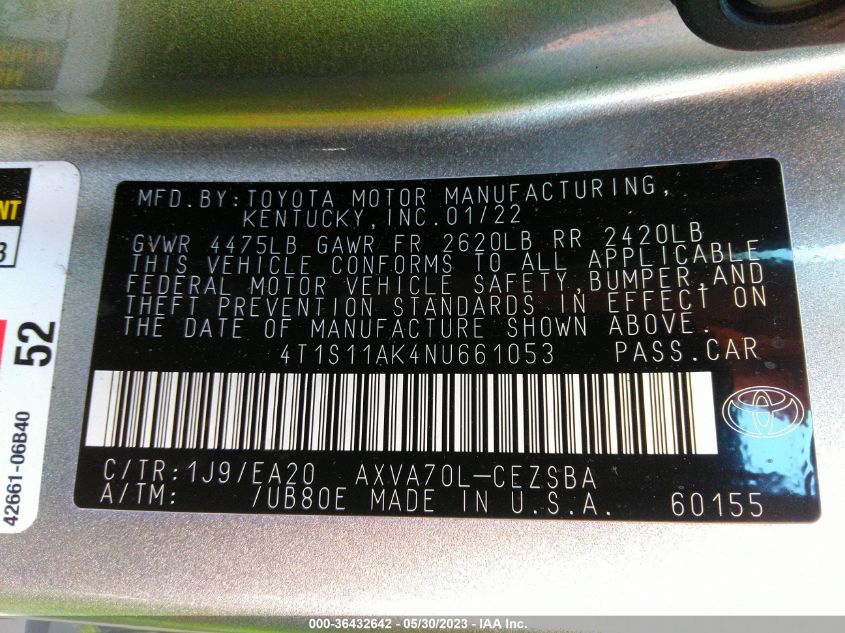 MFD.BY:TOYOTA MOTOR MANUFACTURING,
KENTUCKY,INC.01/22
GVWR 4475LB GAWR FR 2620LB RR 2420LB
THIS VEHICLE CONFORMS TO ALL APPLICABLE
FEDERAL MOTOR VEHICLE SAFETY,BUMPER,AND
THEFT PREVENTION STANDARDS IN EFFECT ON
THE DATE OF MANUFACTURE SHOWN ABOVE.
4T1S11AK4NU661053 PASS.CAR
C/TR:1J9/EA20 AXVA70L-CEZSBA
A/TM: /UB80E MADE IN U.S.A. 60155
52
42661-06B40
000-36432642 - 05/30/2023 - IAA Inc.